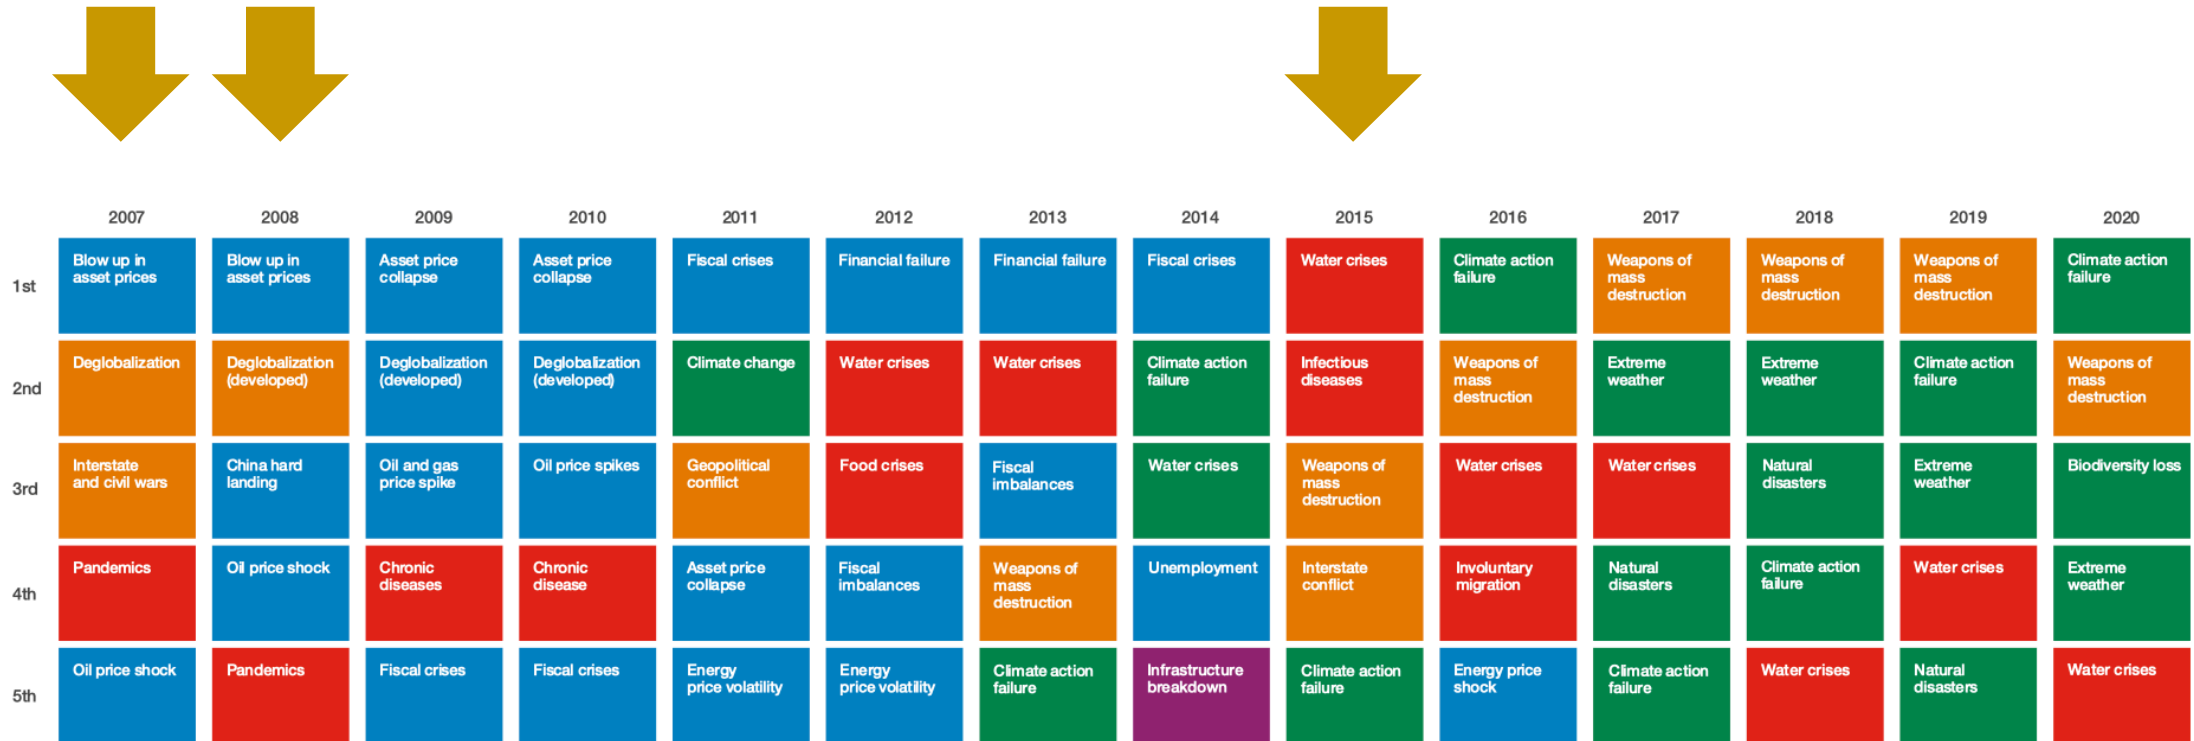 2007 2008 2009 2010 2011 2012 2013 2014 2015 2016 2017 2018 2019 2020
1st
Blow up in
asset prices
Blow up in
asset prices
Asset price
collapse
Asset price
collapse
Fiscal crises
Financial failure
Financial failure
Fiscal crises
Water crises
Climate action
failure
Weapons of
mass
destruction
Weapons of
mass
destruction
Weapons of
mass
destruction
Climate action
failure
2nd
Deglobalization
Deglobalization
(developed)
Deglobalization
(developed)
Deglobalization
(developed)
Climate change
Water crises
Water crises
Climate action
failure
Infectious
diseases
Weapons of
mass
destruction
Extreme
weather
Extreme
weather
Climate action
failure
Weapons of
mass
destruction
3rd
Interstate
and civil wars
China hard
landing
Oil and gas
price spike
Oil price spikes
Geopolitical
conflict
Food crises
Fiscal
imbalances
Water crises
Weapons of
mass
destruction
Water crises
Water crises
Natural
disasters
Extreme
weather
Biodiversity loss
4th
Pandemics
Oil price shock
Chronic
diseases
Chronic
disease
Asset price
collapse
Fiscal
imbalances
Weapons of
mass
destruction
Unemployment
Interstate
conflict
Involuntary
migration
Natural
disasters
Climate action
failure
Water crises
Extreme
weather
5th
Oil price shock
Pandemics
Fiscal crises
Fiscal crises
Energy
price volatility
Energy
price volatility
Climate action
failure
Infrastructure
breakdown
Climate action
failure
Energy price
shock
Climate action
failure
Water crises
Natural
disasters
Water crises